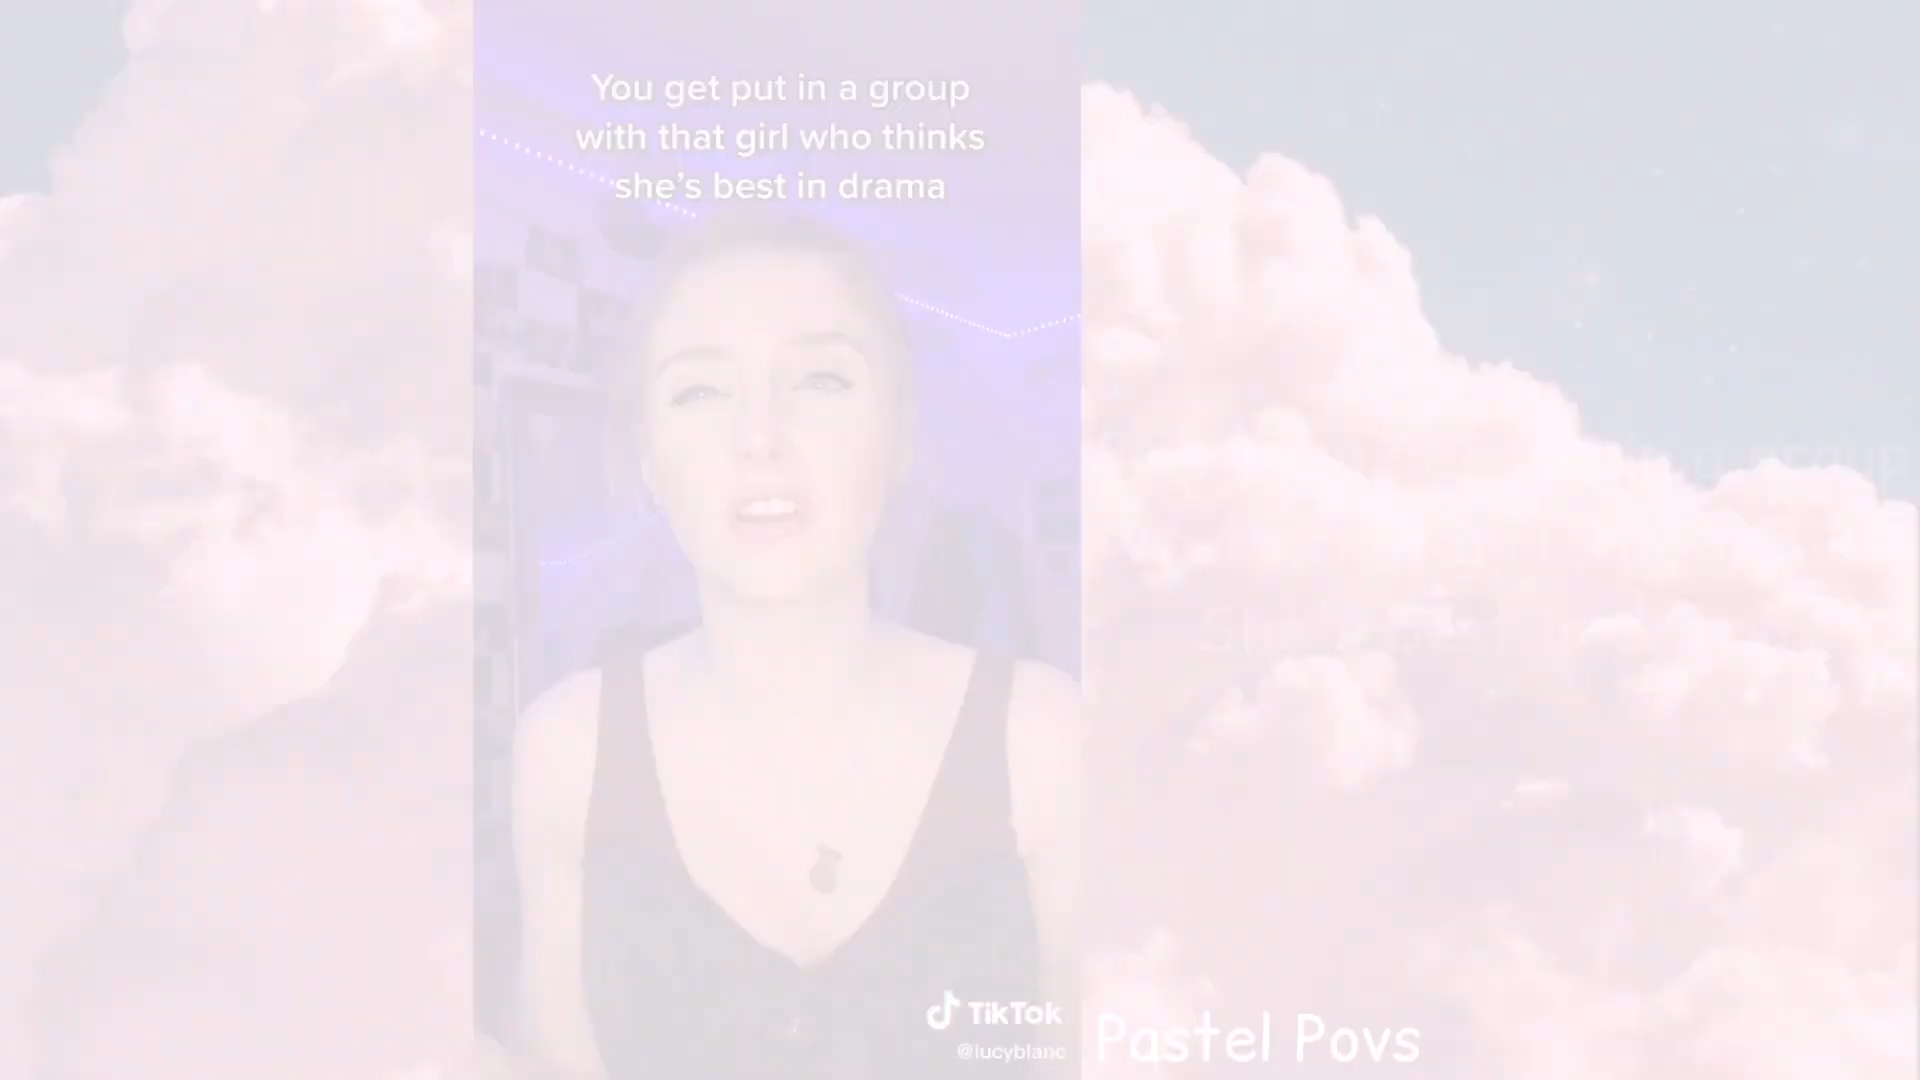 You get put in a group
with that girl who thinks
she's best in drama
TikTok
@lucyblanc
Pastel Povs